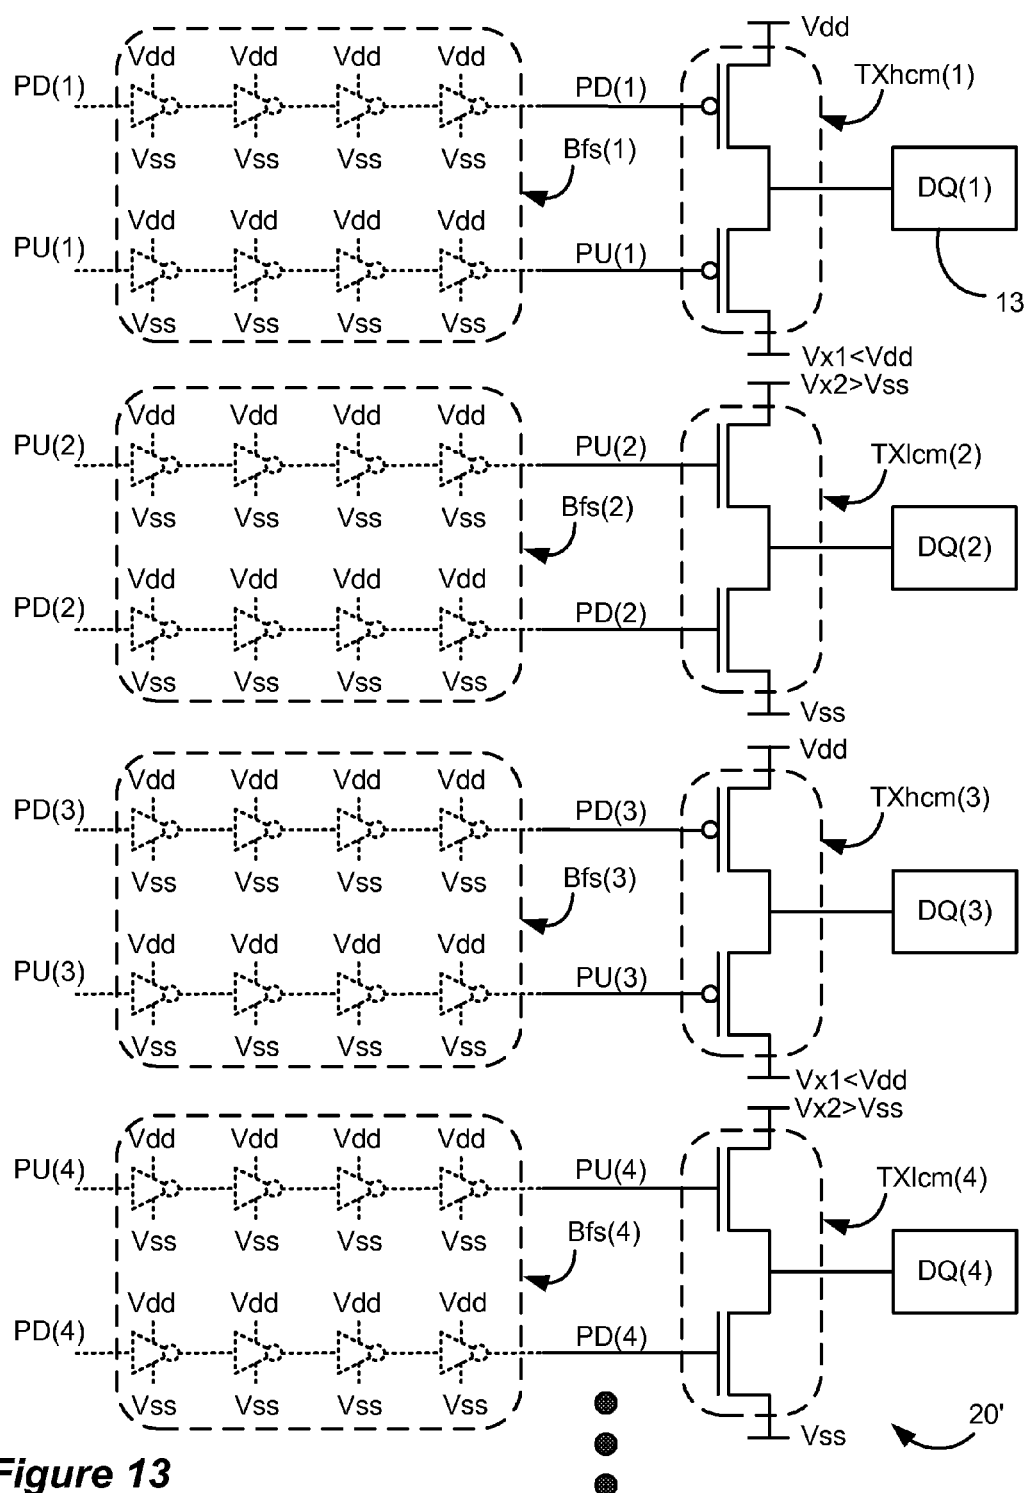 Vdd
Vdd Vdd Vdd Vdd
PD(1) PD(1) TXhcm(1)
Vss Vss Vss Vss
Bfs(1)
DQ(1)
Vdd Vdd Vdd Vdd
PU(1) PU(1)
13
Vss Vss Vss Vss
Vx1<Vdd
Vx2>Vss
Vdd Vdd Vdd Vdd
PU(2) PU(2) TXlcm(2)
Vss Vss Vss Vss
Bfs(2)
DQ(2)
Vdd Vdd Vdd Vdd
PD(2) PD(2)
Vss Vss Vss Vss
Vss
Vdd
Vdd Vdd Vdd Vdd
PD(3) PD(3) TXhcm(3)
Vss Vss Vss Vss
Bfs(3)
DQ(3)
Vdd Vdd Vdd Vdd
PU(3) PU(3)
Vss Vss Vss Vss
Vx1<Vdd
Vx2>Vss
Vdd Vdd Vdd Vdd
PU(4) PU(4) TXlcm(4)
Vss Vss Vss Vss
Bfs(4)
DQ(4)
Vdd Vdd Vdd Vdd
PD(4) PD(4)
Vss Vss Vss Vss
20'
Vss
Figure 13